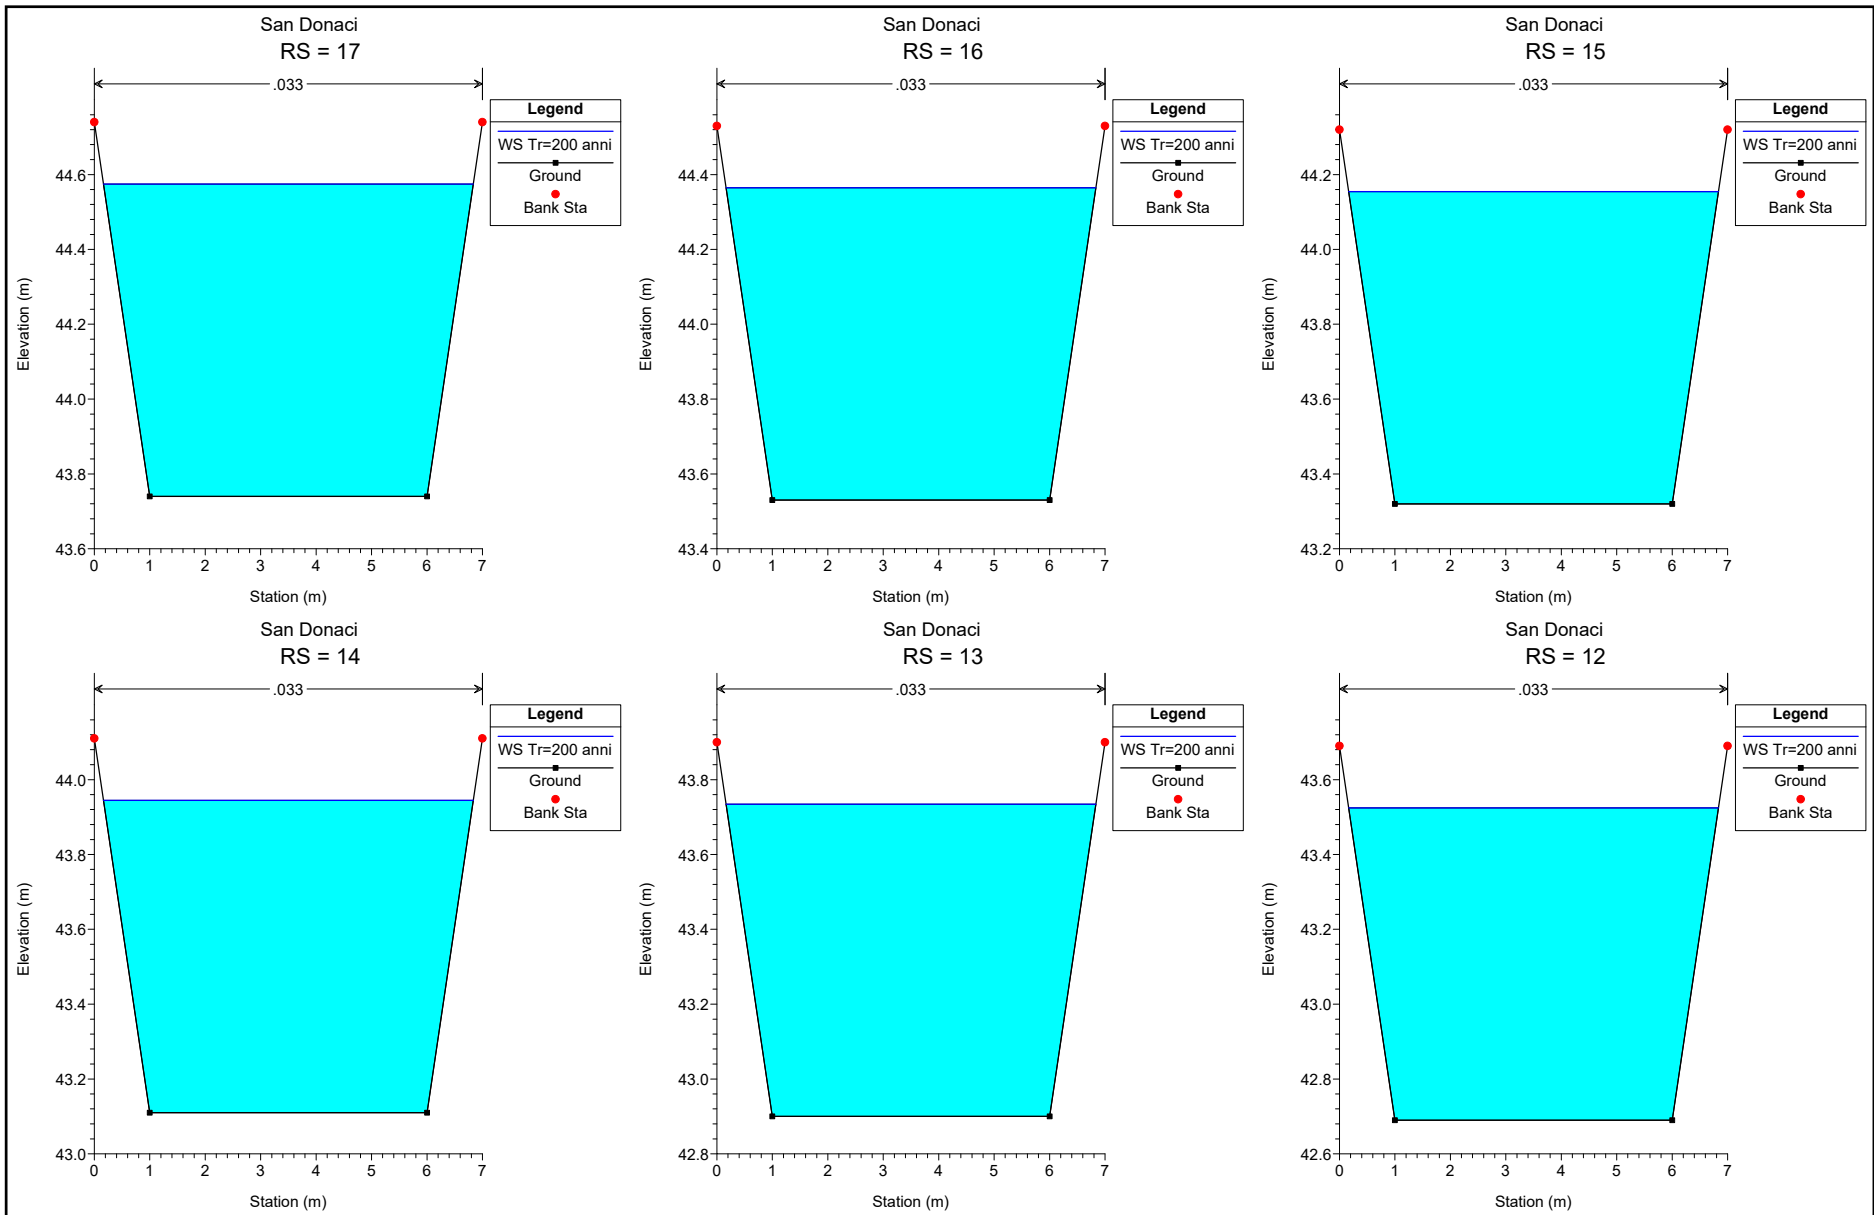 San Donaci
RS = 17
.033
Legend
WS Tr=200 anni
Ground
Bank Sta
44.6
44.4
44.2
44.0
43.8
43.6
Elevation (m)
0 1 2 3 4 5 6 7
Station (m)
San Donaci
RS = 16
.033
Legend
WS Tr=200 anni
Ground
Bank Sta
44.4
44.2
44.0
43.8
43.6
43.4
Elevation (m)
0 1 2 3 4 5 6 7
Station (m)
San Donaci
RS = 15
.033
Legend
WS Tr=200 anni
Ground
Bank Sta
44.2
44.0
43.8
43.6
43.4
43.2
Elevation (m)
0 1 2 3 4 5 6 7
Station (m)
San Donaci
RS = 14
.033
Legend
WS Tr=200 anni
Ground
Bank Sta
44.0
43.8
43.6
43.4
43.2
43.0
Elevation (m)
0 1 2 3 4 5 6 7
Station (m)
San Donaci
RS = 13
.033
Legend
WS Tr=200 anni
Ground
Bank Sta
43.8
43.6
43.4
43.2
43.0
42.8
Elevation (m)
0 1 2 3 4 5 6 7
Station (m)
San Donaci
RS = 12
.033
Legend
WS Tr=200 anni
Ground
Bank Sta
43.6
43.4
43.2
43.0
42.8
42.6
Elevation (m)
0 1 2 3 4 5 6 7
Station (m)